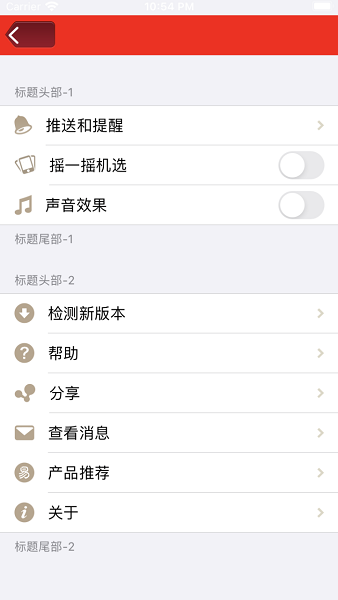 Carrier 10:54 PM
标题头部-1
推送和提醒
摇一摇机选
声音效果
标题尾部-1
标题头部-2
检测新版本
帮助
分享
查看消息
易 产品推荐
关于
标题尾部-2